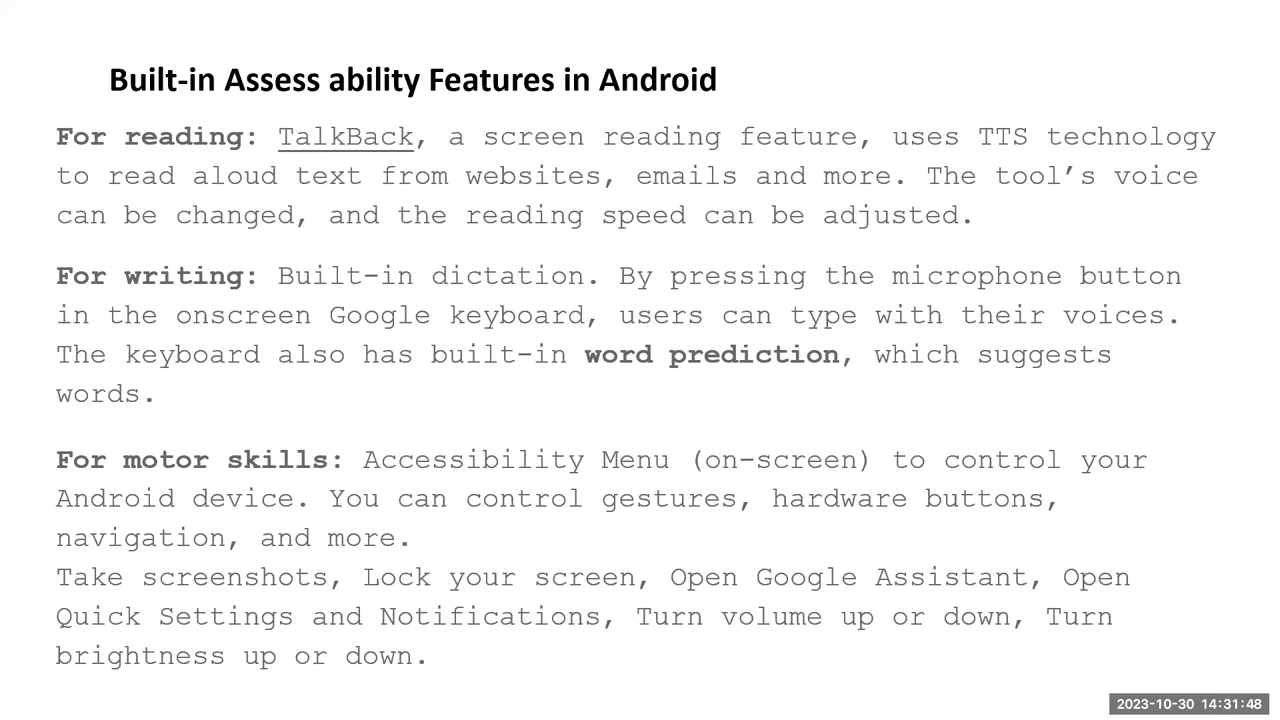 Built-in Assess ability Features in Android
For reading: TalkBack, a screen reading feature, uses TTS technology
to read aloud text from websites, emails and more. The tool’s voice
can be changed, and the reading speed can be adjusted.
For writing: Built-in dictation. By pressing the microphone button
in the onscreen Google keyboard, users can type with their voices.
The keyboard also has built-in word prediction, which suggests
words.
For motor skills: Accessibility Menu (on-screen) to control your
Android device. You can control gestures, hardware buttons,
navigation, and more.
Take screenshots, Lock your screen, Open Google Assistant, Open
Quick Settings and Notifications, Turn volume up or down, Turn
brightness up or down.
2023-10-30 14:31:48